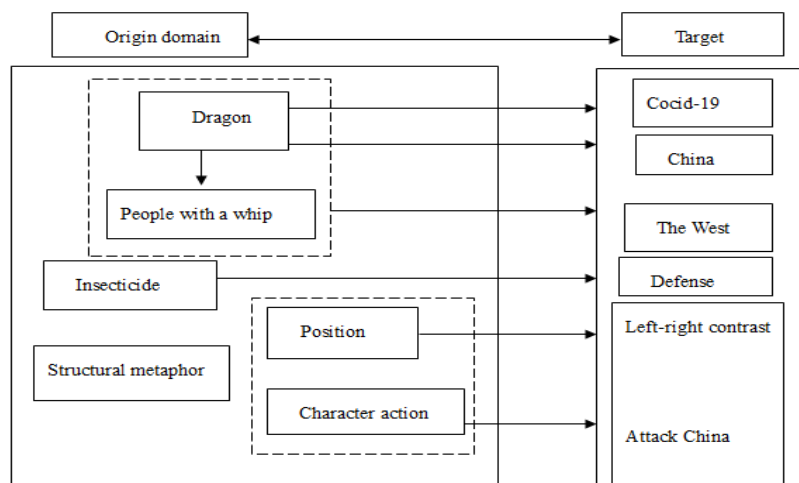 Origin domain
Target
Dragon
Cocid-19
China
People with a whip
The West
Insecticide
Defense
Position
Left-right contrast
Structural metaphor
Character action
Attack China